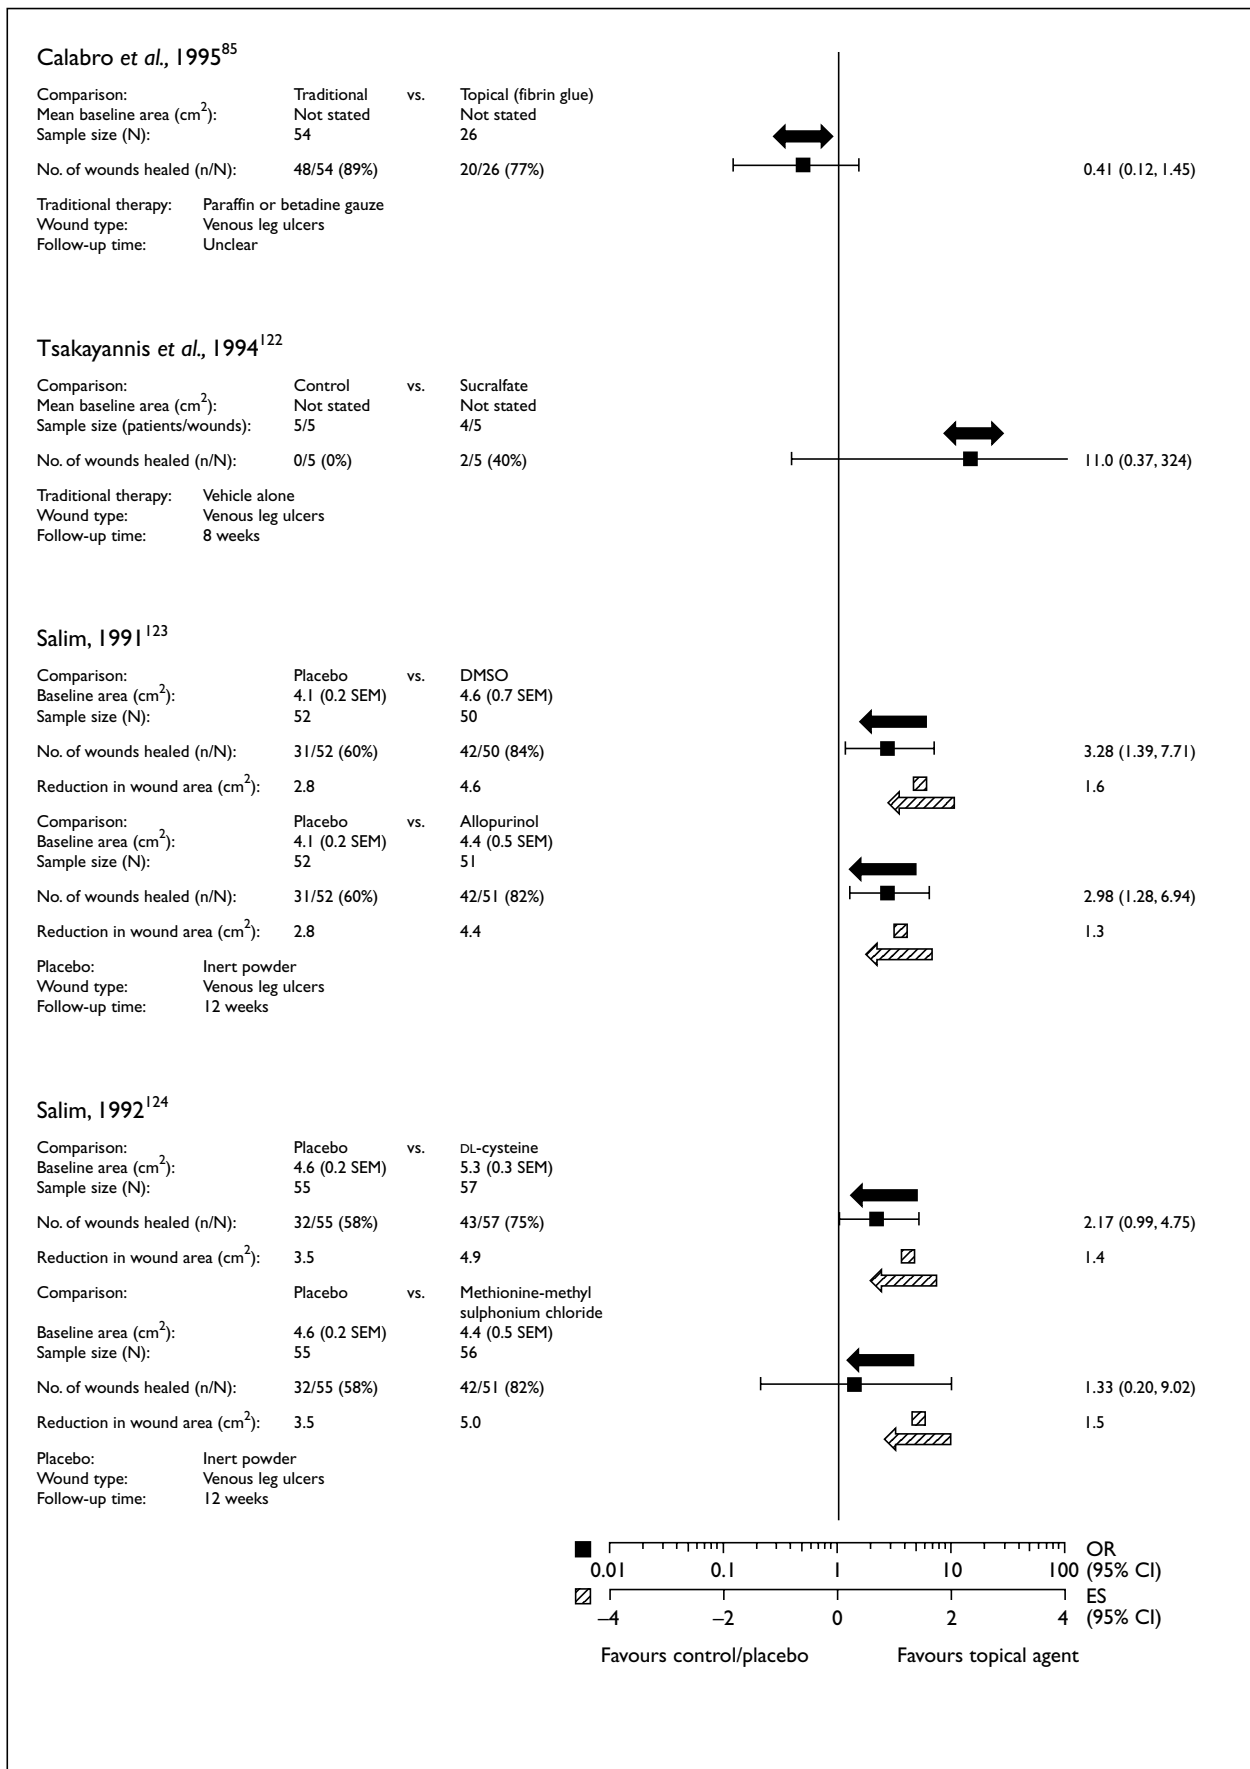 Calabro et al., 1995⁸⁵
Comparison: Traditional vs. Topical (fibrin glue)
Mean baseline area (cm²): Not stated Not stated
Sample size (N): 54 26
No. of wounds healed (n/N): 48/54 (89%) 20/26 (77%) 0.41 (0.12, 1.45)
Traditional therapy: Paraffin or betadine gauze
Wound type: Venous leg ulcers
Follow-up time: Unclear
Tsakayannis et al., 1994¹²²
Comparison: Control vs. Sucralfate
Mean baseline area (cm²): Not stated Not stated
Sample size (patients/wounds): 5/5 4/5
No. of wounds healed (n/N): 0/5 (0%) 2/5 (40%) 11.0 (0.37, 324)
Traditional therapy: Vehicle alone
Wound type: Venous leg ulcers
Follow-up time: 8 weeks
Salim, 1991¹²³
Comparison: Placebo vs. DMSO
Baseline area (cm²): 4.1 (0.2 SEM) 4.6 (0.7 SEM)
Sample size (N): 52 50
No. of wounds healed (n/N): 31/52 (60%) 42/50 (84%) 3.28 (1.39, 7.71)
Reduction in wound area (cm²): 2.8 4.6 1.6
Comparison: Placebo vs. Allopurinol
Baseline area (cm²): 4.1 (0.2 SEM) 4.4 (0.5 SEM)
Sample size (N): 52 51
No. of wounds healed (n/N): 31/52 (60%) 42/51 (82%) 2.98 (1.28, 6.94)
Reduction in wound area (cm²): 2.8 4.4 1.3
Placebo: Inert powder
Wound type: Venous leg ulcers
Follow-up time: 12 weeks
Salim, 1992¹²⁴
Comparison: Placebo vs. DL-cysteine
Baseline area (cm²): 4.6 (0.2 SEM) 5.3 (0.3 SEM)
Sample size (N): 55 57
No. of wounds healed (n/N): 32/55 (58%) 43/57 (75%) 2.17 (0.99, 4.75)
Reduction in wound area (cm²): 3.5 4.9 1.4
Comparison: Placebo vs. Methionine-methyl
sulphonium chloride
Baseline area (cm²): 4.6 (0.2 SEM) 4.4 (0.5 SEM)
Sample size (N): 55 56
No. of wounds healed (n/N): 32/55 (58%) 42/51 (82%) 1.33 (0.20, 9.02)
Reduction in wound area (cm²): 3.5 5.0 1.5
Placebo: Inert powder
Wound type: Venous leg ulcers
Follow-up time: 12 weeks
OR
0.01 0.1 1 10 100 (95% CI)
ES
–4 –2 0 2 4 (95% CI)
Favours control/placebo Favours topical agent